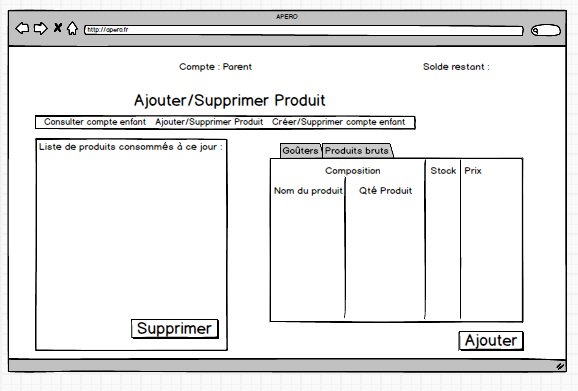 APERO
http://apero.fr
Compte : Parent
Solde restant :
Ajouter/Supprimer Produit
Consulter compte enfant Ajouter/Supprimer Produit Créer/Supprimer compte enfant
Liste de produits consommés à ce jour :
Goûters Produits bruts
Composition Stock Prix
Nom du produit Qté Produit
Supprimer
Ajouter